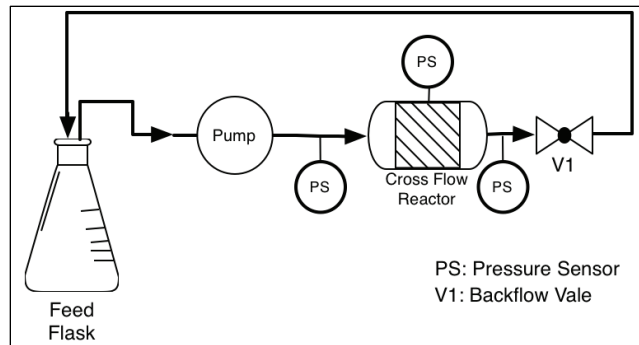 PS
Pump
PS
Cross Flow
Reactor
PS
V1
PS: Pressure Sensor
V1: Backflow Vale
Feed
Flask